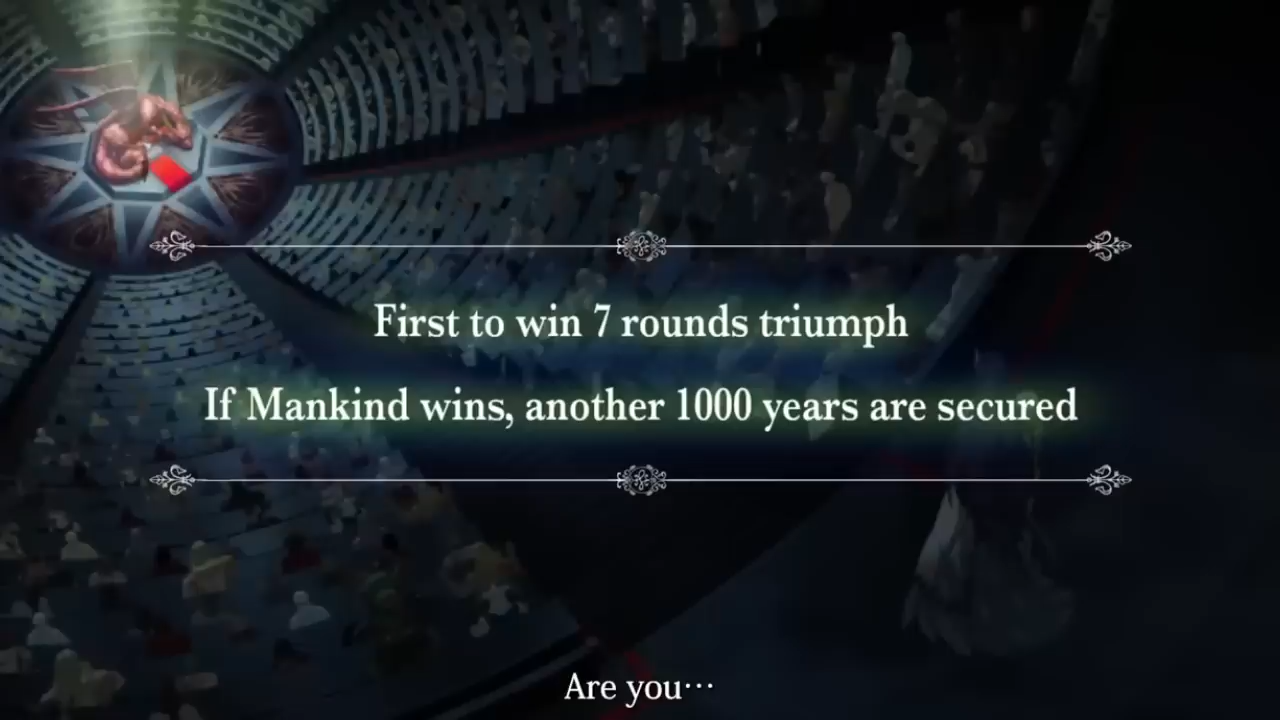 First to win 7 rounds triumph
If Mankind wins, another 1000 years are secured
Are you…